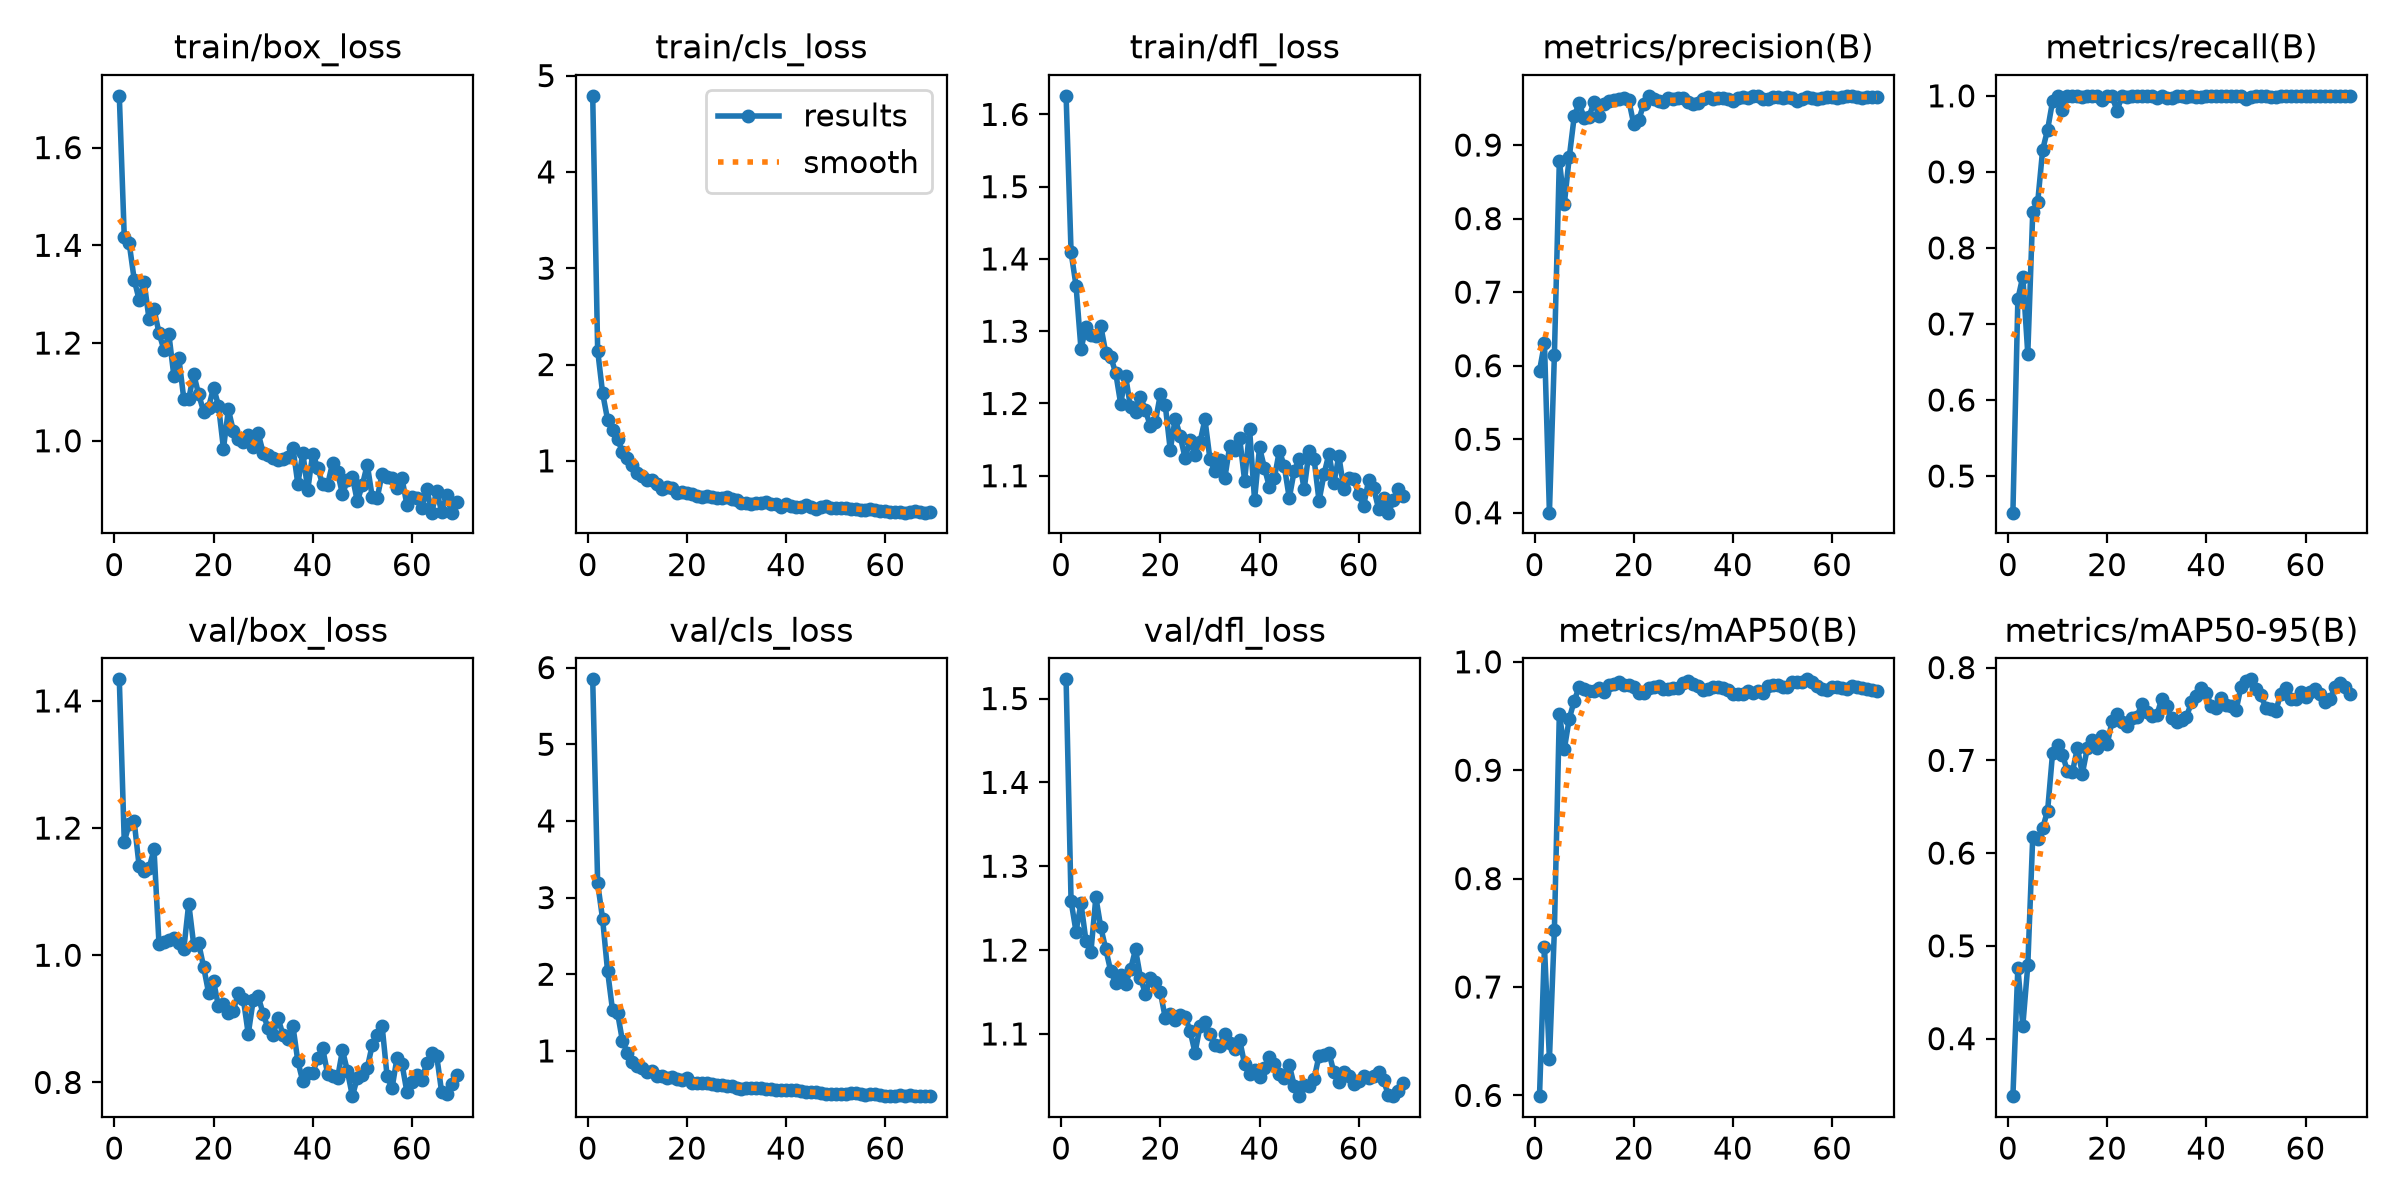 train/box_loss
train/cls_loss
train/dfl_loss
metrics/precision(B)
metrics/recall(B)
1.6
1.4
1.2
1.0
0 20 40 60
5
4
3
2
1
results
smooth
0 20 40 60
1.6
1.5
1.4
1.3
1.2
1.1
0 20 40 60
0.9
0.8
0.7
0.6
0.5
0.4
0 20 40 60
1.0
0.9
0.8
0.7
0.6
0.5
0 20 40 60
val/box_loss
val/cls_loss
val/dfl_loss
metrics/mAP50(B)
metrics/mAP50-95(B)
1.4
1.2
1.0
0.8
0 20 40 60
6
5
4
3
2
1
0 20 40 60
1.5
1.4
1.3
1.2
1.1
0 20 40 60
1.0
0.9
0.8
0.7
0.6
0 20 40 60
0.8
0.7
0.6
0.5
0.4
0 20 40 60